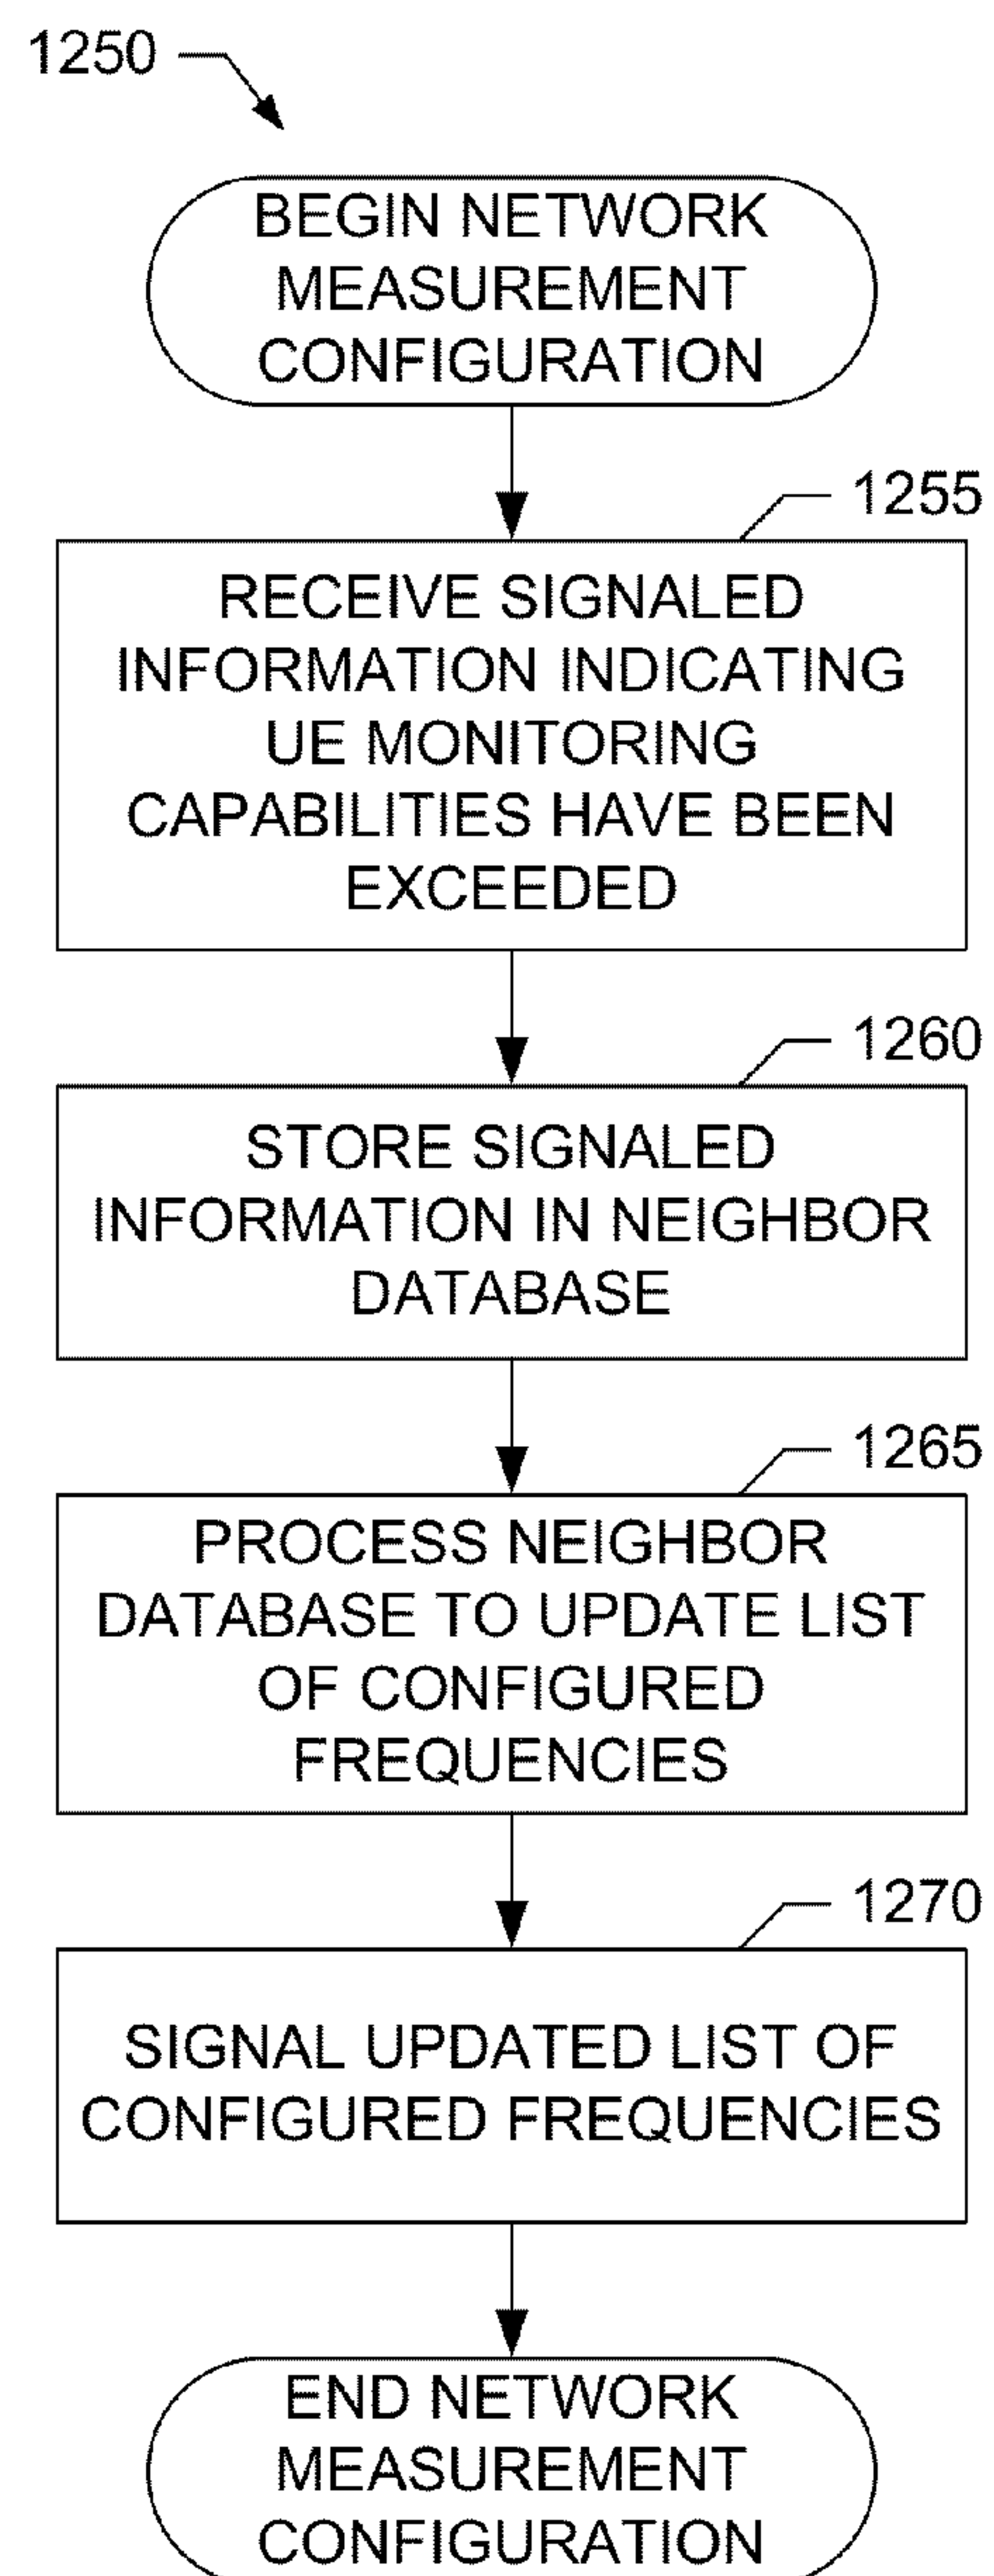 1250
BEGIN NETWORK
MEASUREMENT
CONFIGURATION
1255
RECEIVE SIGNALED
INFORMATION INDICATING
UE MONITORING
CAPABILITIES HAVE BEEN
EXCEEDED
1260
STORE SIGNALED
INFORMATION IN NEIGHBOR
DATABASE
1265
PROCESS NEIGHBOR
DATABASE TO UPDATE LIST
OF CONFIGURED
FREQUENCIES
1270
SIGNAL UPDATED LIST OF
CONFIGURED FREQUENCIES
END NETWORK
MEASUREMENT
CONFIGURATION